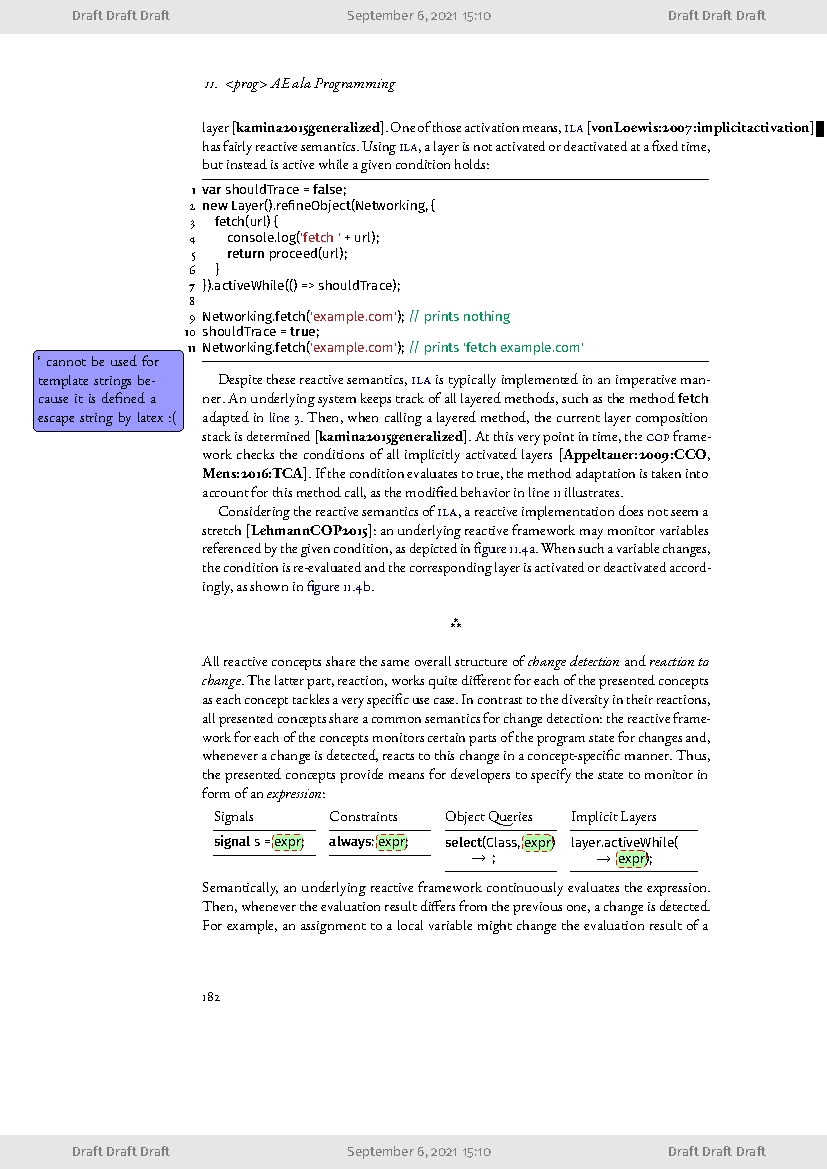 Draft Draft Draft September 6, 2021 15:10 Draft Draft Draft
11. <prog> AE ala Programming
layer [kamina2015generalized]. One of those activation means, ILA [vonLoewis:2007:implicitactivation]
has fairly reactive semantics. Using ILA, a layer is not activated or deactivated at a fixed time,
but instead is active while a given condition holds:
1 var shouldTrace = false;
2 new Layer().refineObject(Networking, {
3 fetch(url) {
4 console.log('fetch ' + url);
5 return proceed(url);
6 }
7 }).activeWhile(() => shouldTrace);
8
9 Networking.fetch('example.com'); // prints nothing
10 shouldTrace = true;
11 Networking.fetch('example.com'); // prints 'fetch example.com'
' cannot be used for
template strings be-
cause it is defined a
escape string by latex :(
Despite these reactive semantics, ILA is typically implemented in an imperative man-
ner. An underlying system keeps track of all layered methods, such as the method fetch
adapted in line 3. Then, when calling a layered method, the current layer composition
stack is determined [kamina2015generalized]. At this very point in time, the COP frame-
work checks the conditions of all implicitly activated layers [Appeltauer:2009:CCO,
Mens:2016:TCA]. If the condition evaluates to true, the method adaptation is taken into
account for this method call, as the modified behavior in line 11 illustrates.
Considering the reactive semantics of ILA, a reactive implementation does not seem a
stretch [LehmannCOP2015]: an underlying reactive framework may monitor variables
referenced by the given condition, as depicted in figure 11.4a. When such a variable changes,
the condition is re-evaluated and the corresponding layer is activated or deactivated accord-
ingly, as shown in figure 11.4b.
⁂
All reactive concepts share the same overall structure of change detection and reaction to
change. The latter part, reaction, works quite different for each of the presented concepts
as each concept tackles a very specific use case. In contrast to the diversity in their reactions,
all presented concepts share a common semantics for change detection: the reactive frame-
work for each of the concepts monitors certain parts of the program state for changes and,
whenever a change is detected, reacts to this change in a concept-specific manner. Thus,
the presented concepts provide means for developers to specify the state to monitor in
form of an expression:
Signals Constraints Object Queries Implicit Layers
signal s = expr; always: expr; select(Class, expr) layer.activeWhile(
→ ; → expr);
Semantically, an underlying reactive framework continuously evaluates the expression.
Then, whenever the evaluation result differs from the previous one, a change is detected.
For example, an assignment to a local variable might change the evaluation result of a
182
Draft Draft Draft September 6, 2021 15:10 Draft Draft Draft